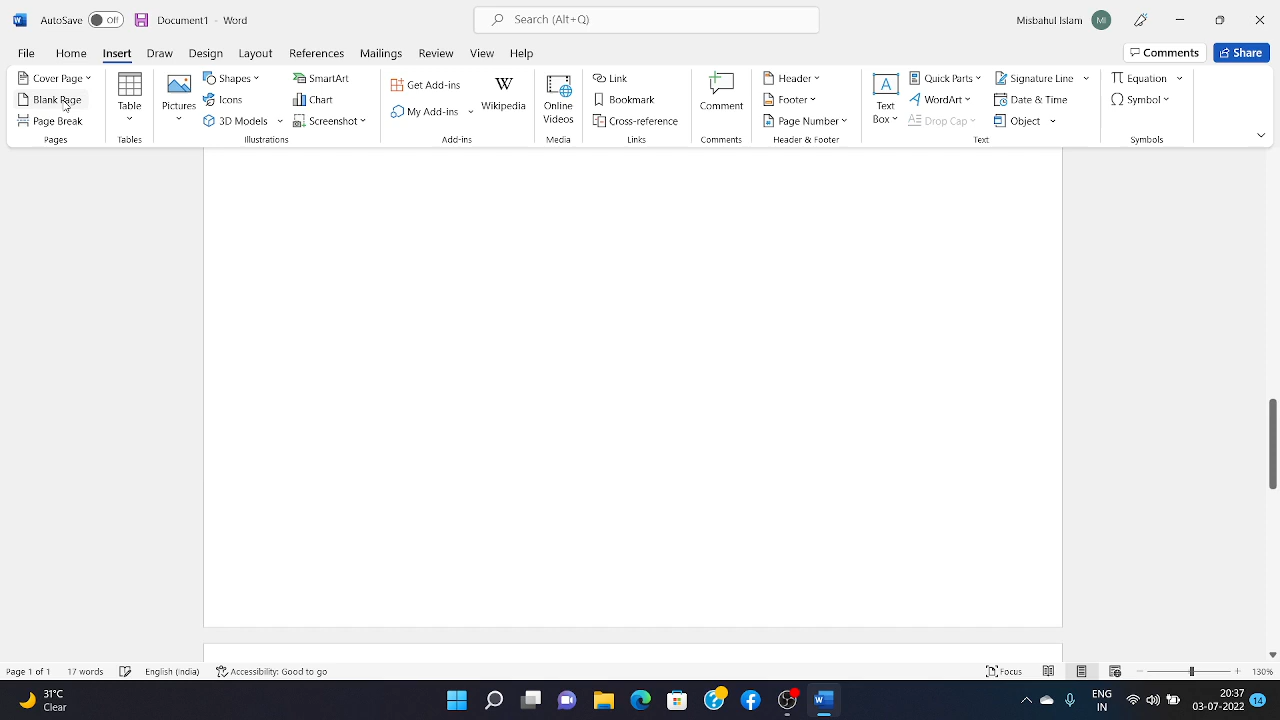 AutoSave Off Document1 - Word Search (Alt+Q) Misbahul Islam MI
File Home Insert Draw Design Layout References Mailings Review View Help Comments Share
Cover Page
Blank Page
Page Break
Pages
Table
Tables
Pictures
Shapes
Icons
3D Models
SmartArt
Chart
Screenshot
Illustrations
Get Add-ins
My Add-ins
W
Wikipedia
Add-ins
Online
Videos
Media
Link
Bookmark
Cross-reference
Links
Comment
Comments
Header
Footer
Page Number
Header & Footer
A
Text
Box
Quick Parts
WordArt
Drop Cap
Signature Line
Date & Time
Object
Text
Equation
Symbol
Symbols
Page 1 of 1 17 words English (India) Accessibility: Good to go Focus 130%
31°C
Clear
ENG
IN
20:37
03-07-2022
14